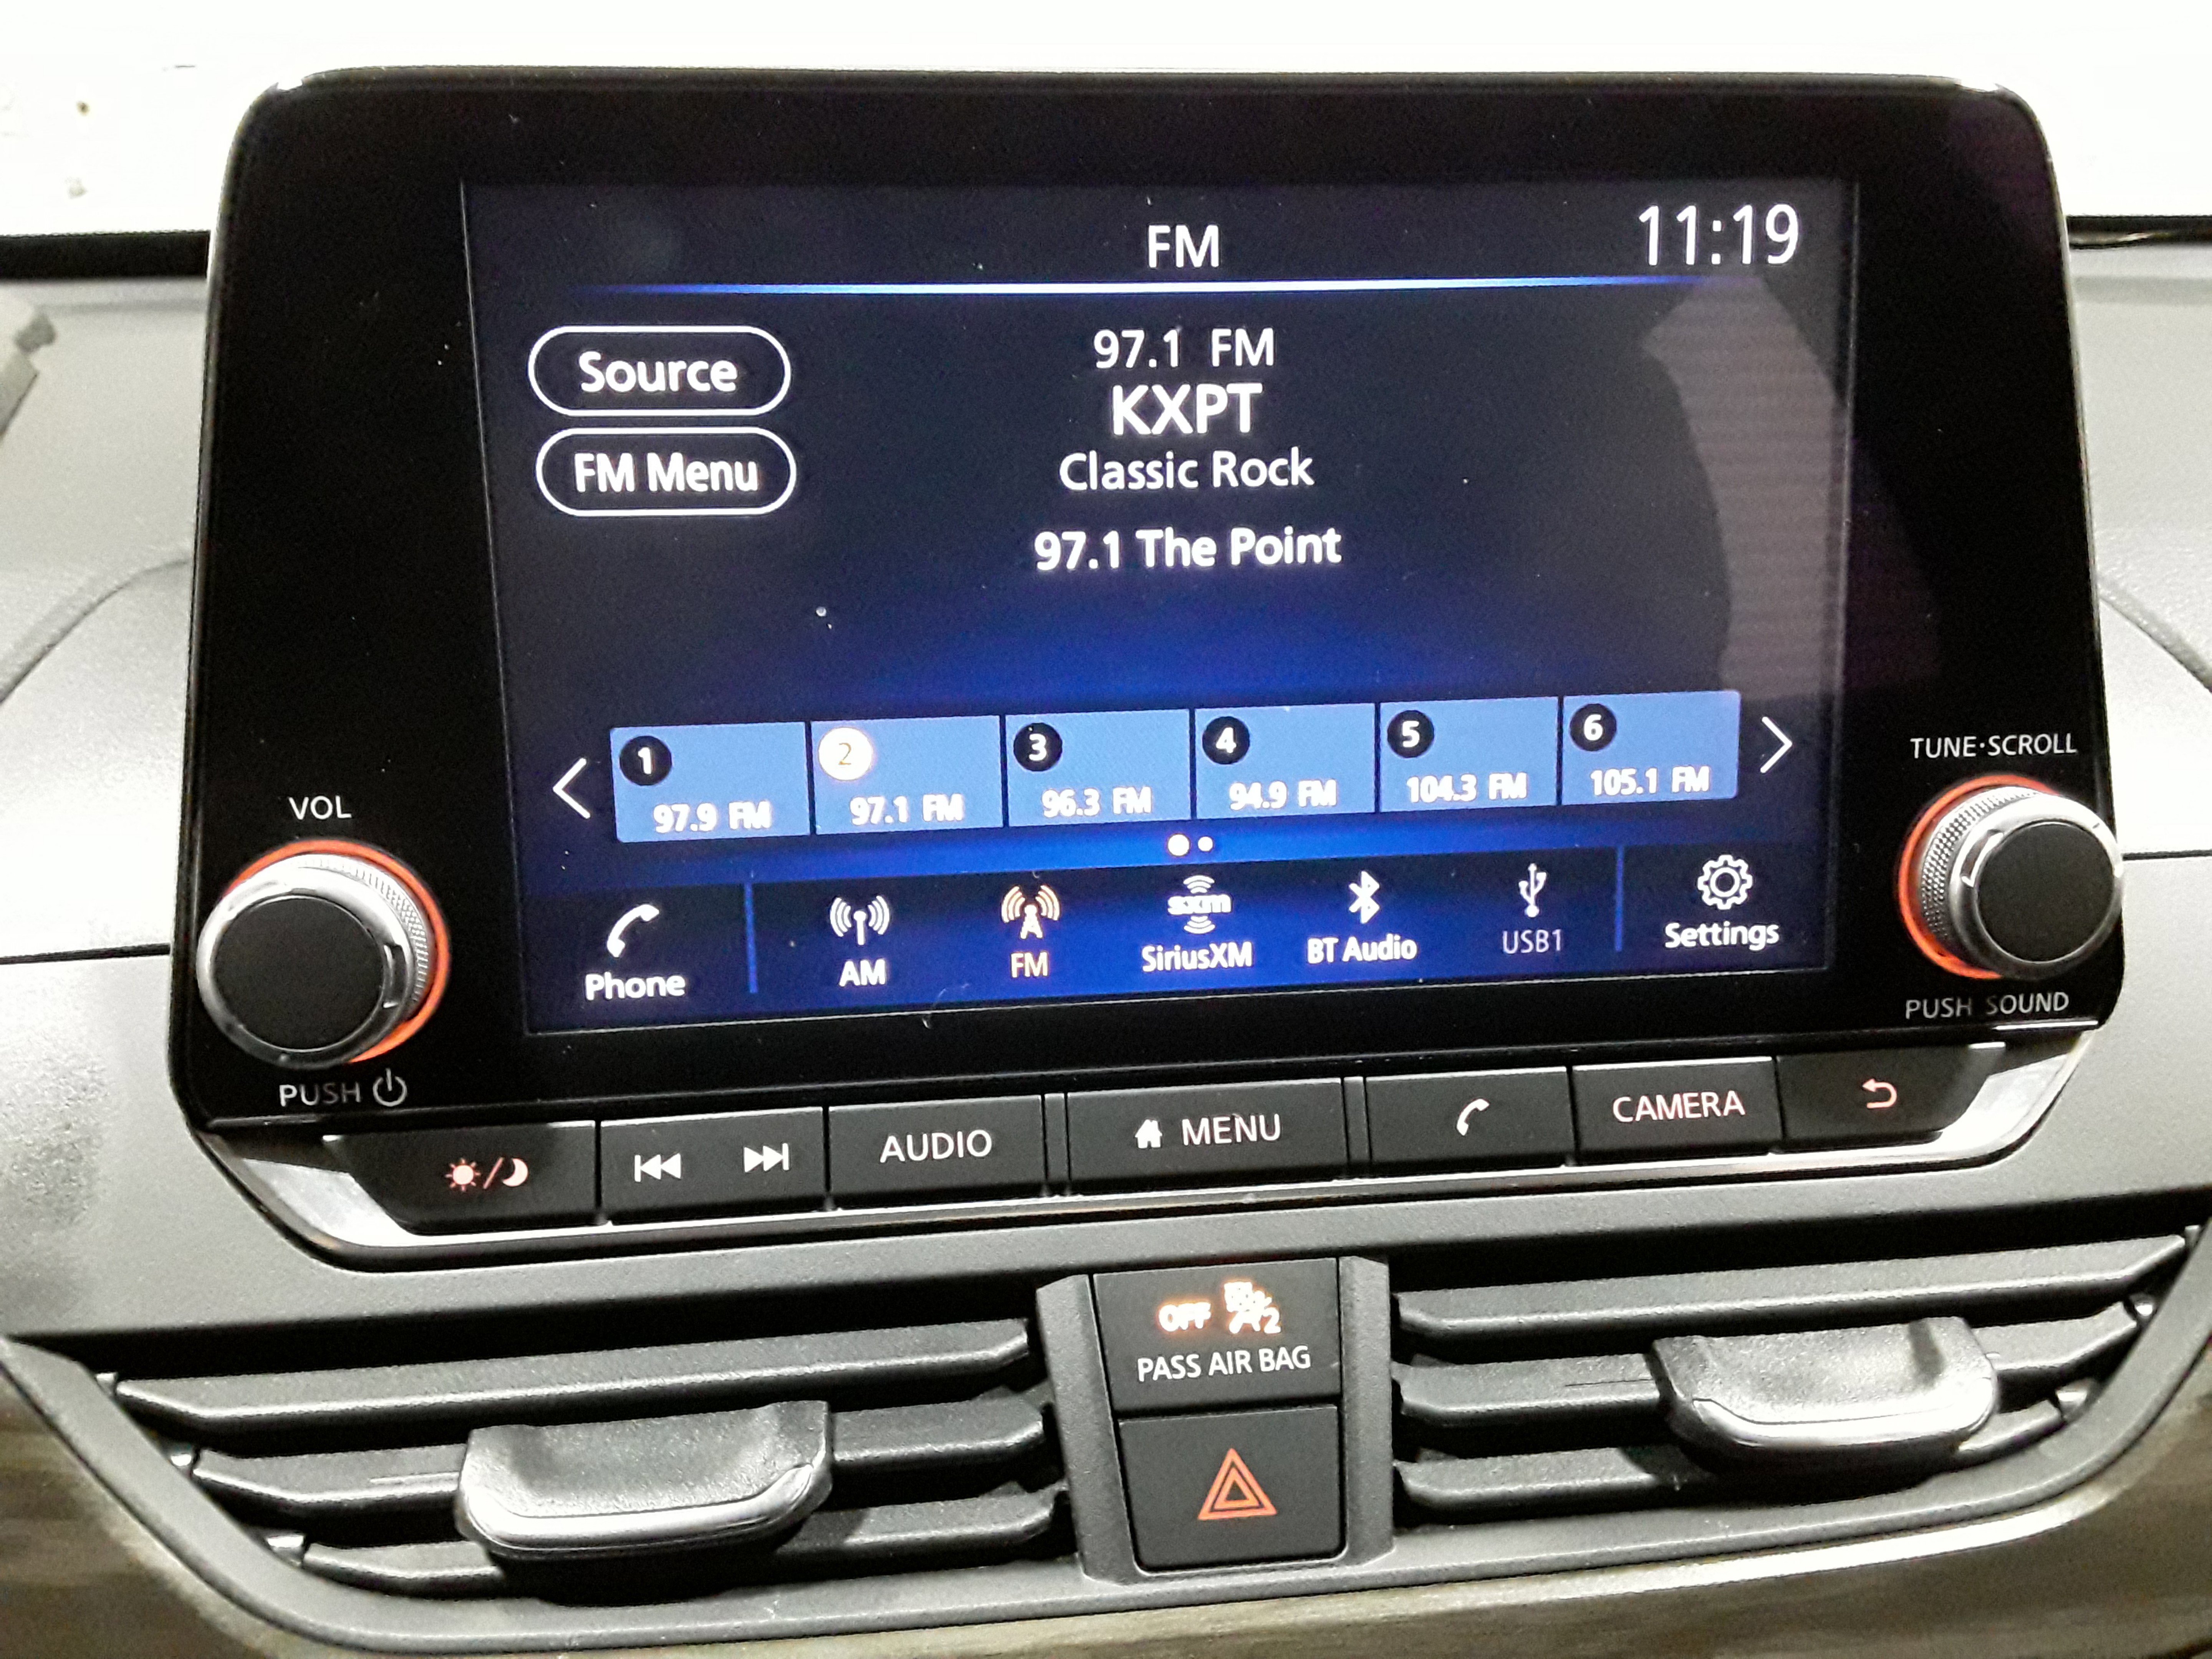 FM
11:19
Source
97.1 FM
KXPT
Classic Rock
FM Menu
97.1 The Point
1
2
3
4
5
6
97.9 FM
97.1 FM
96.3 FM
94.9 FM
104.3 FM
105.1 FM
TUNE·SCROLL
VOL
Phone
AM
FM
sxm
SiriusXM
BT Audio
USB1
Settings
PUSH SOUND
PUSH
AUDIO
MENU
CAMERA
OFF
2
PASS AIR BAG